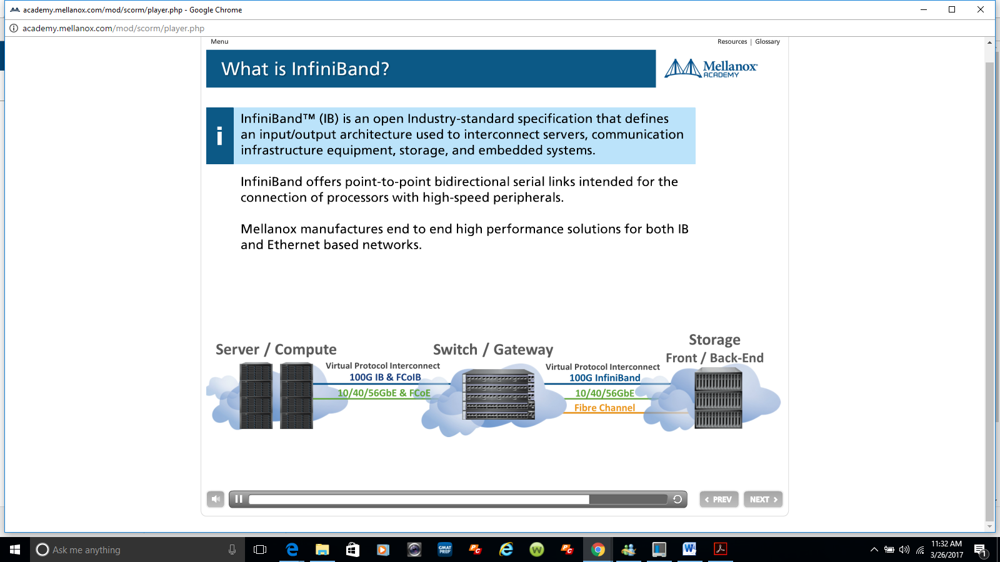 academy.mellanox.com/mod/scorm/player.php - Google Chrome
academy.mellanox.com/mod/scorm/player.php
Menu
Resources | Glossary
What is InfiniBand?
Mellanox
ACADEMY
i
InfiniBand™ (IB) is an open Industry-standard specification that defines
an input/output architecture used to interconnect servers, communication
infrastructure equipment, storage, and embedded systems.
InfiniBand offers point-to-point bidirectional serial links intended for the
connection of processors with high-speed peripherals.
Mellanox manufactures end to end high performance solutions for both IB
and Ethernet based networks.
Server / Compute
Switch / Gateway
Storage
Front / Back-End
Virtual Protocol Interconnect
100G IB & FCoIB
10/40/56GbE & FCoE
Virtual Protocol Interconnect
100G InfiniBand
10/40/56GbE
Fibre Channel
PREV
NEXT
Ask me anything
GMAT
PREP
11:32 AM
3/26/2017
1